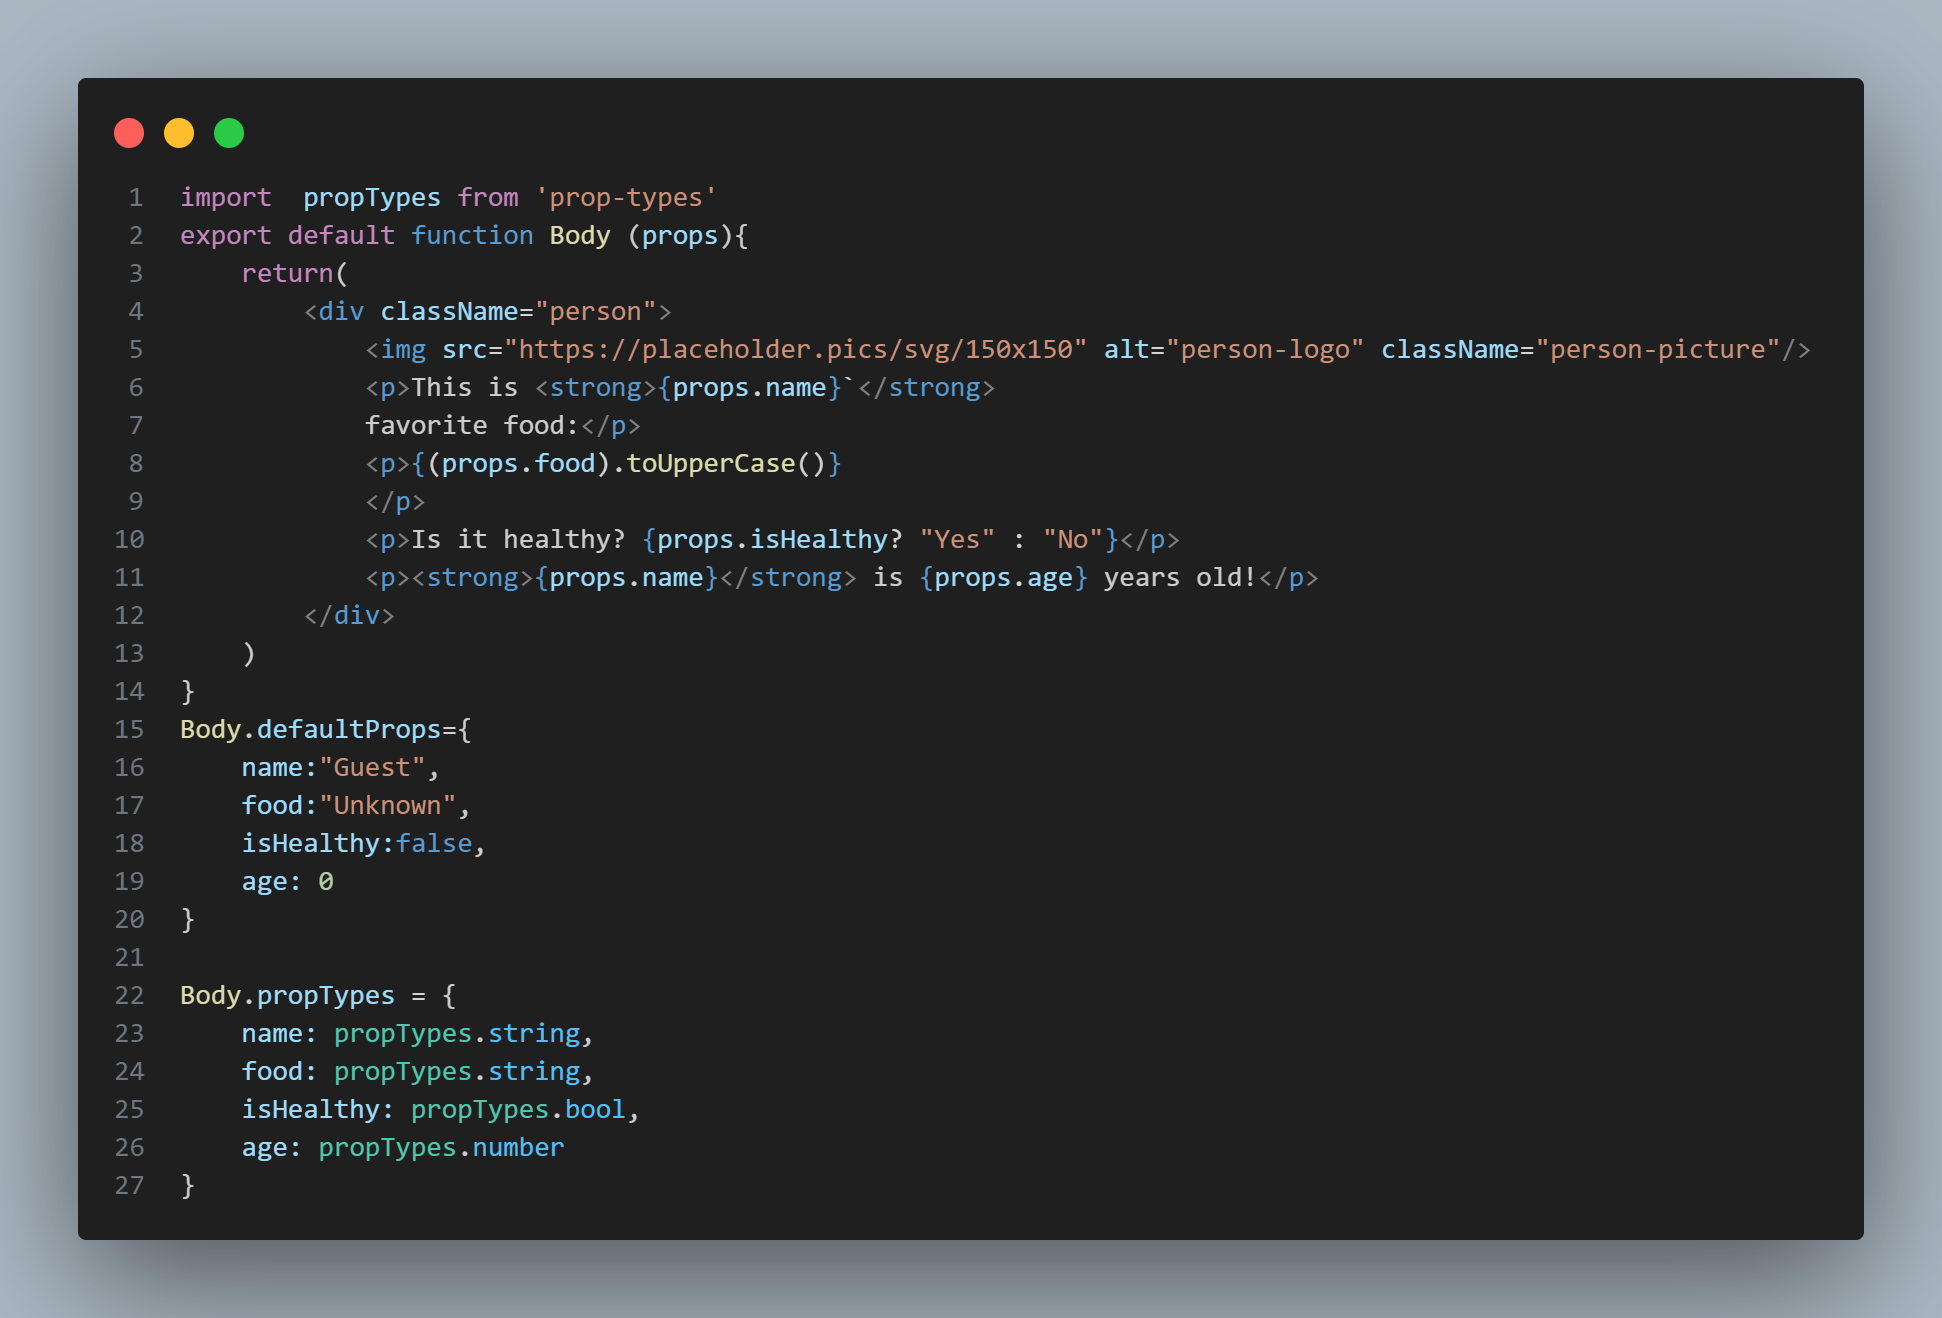 1 import  propTypes from 'prop-types'
2 export default function Body (props){
3     return(
4         <div className="person">
5             <img src="https://placeholder.pics/svg/150x150" alt="person-logo" className="person-picture"/>
6             <p>This is <strong>{props.name}`</strong>
7             favorite food:</p>
8             <p>{(props.food).toUpperCase()}
9             </p>
10             <p>Is it healthy? {props.isHealthy? "Yes" : "No"}</p>
11             <p><strong>{props.name}</strong> is {props.age} years old!</p>
12         </div>
13     )
14 }
15 Body.defaultProps={
16     name:"Guest",
17     food:"Unknown",
18     isHealthy:false,
19     age: 0
20 }
21
22 Body.propTypes = {
23     name: propTypes.string,
24     food: propTypes.string,
25     isHealthy: propTypes.bool,
26     age: propTypes.number
27 }